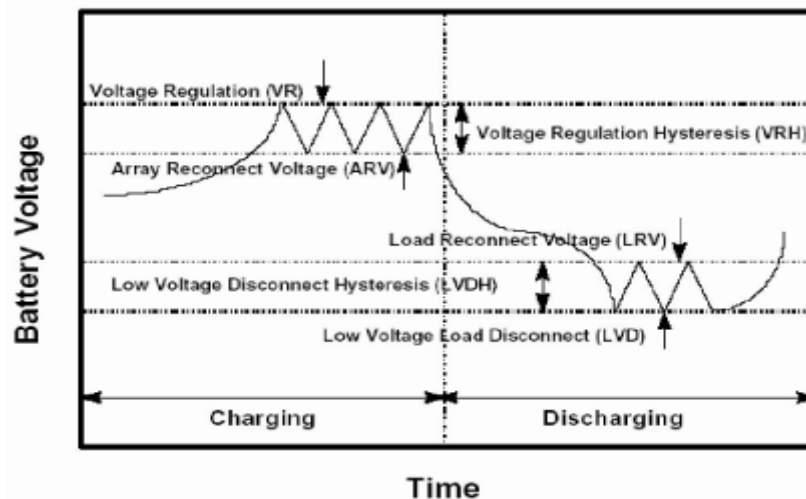 Voltage Regulation (VR)
Voltage Regulation Hysteresis (VRH)
Array Reconnect Voltage (ARV)
Load Reconnect Voltage (LRV)
Low Voltage Disconnect Hysteresis (LVDH)
Low Voltage Load Disconnect (LVD)
Battery Voltage
Charging
Discharging
Time